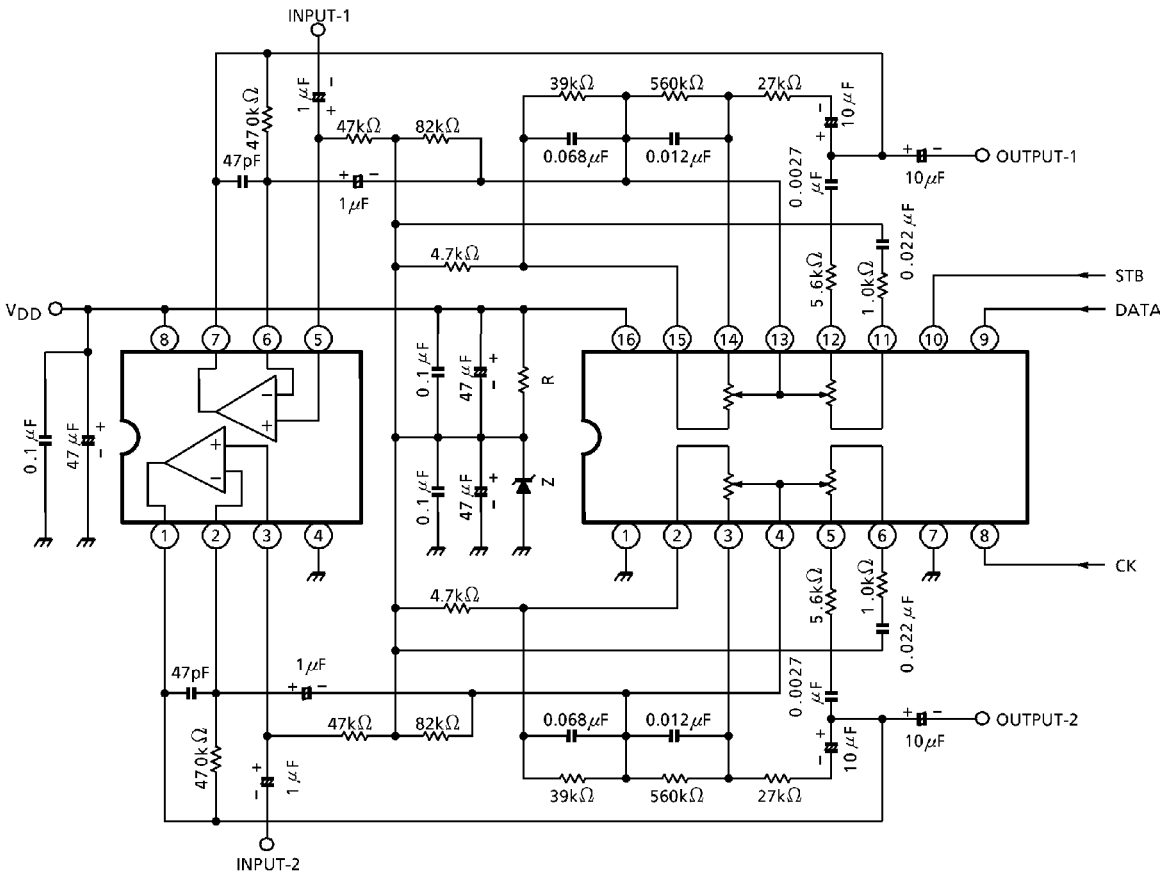 INPUT-1
470kΩ
1μF
-
+
47kΩ
82kΩ
39kΩ
560kΩ
27kΩ
-
+
10μF
0.068μF
0.012μF
47pF
+
-
1μF
0.0027
μF
+
-
10μF
OUTPUT-1
0.022μF
4.7kΩ
5.6kΩ
1.0kΩ
STB
DATA
VDD
8
7
6
5
16
15
14
13
12
11
10
9
0.1μF
47μF
+
-
-
+
+
-
0.1μF
47μF
+
-
R
0.1μF
47μF
+
-
Z
1
2
3
4
1
2
3
4
5
6
7
8
CK
4.7kΩ
5.6kΩ
1.0kΩ
0.022μF
47pF
1μF
+
-
0.0027
μF
470kΩ
47kΩ
82kΩ
0.068μF
0.012μF
+
-
10μF
+
-
10μF
OUTPUT-2
+
-
1μF
39kΩ
560kΩ
27kΩ
INPUT-2